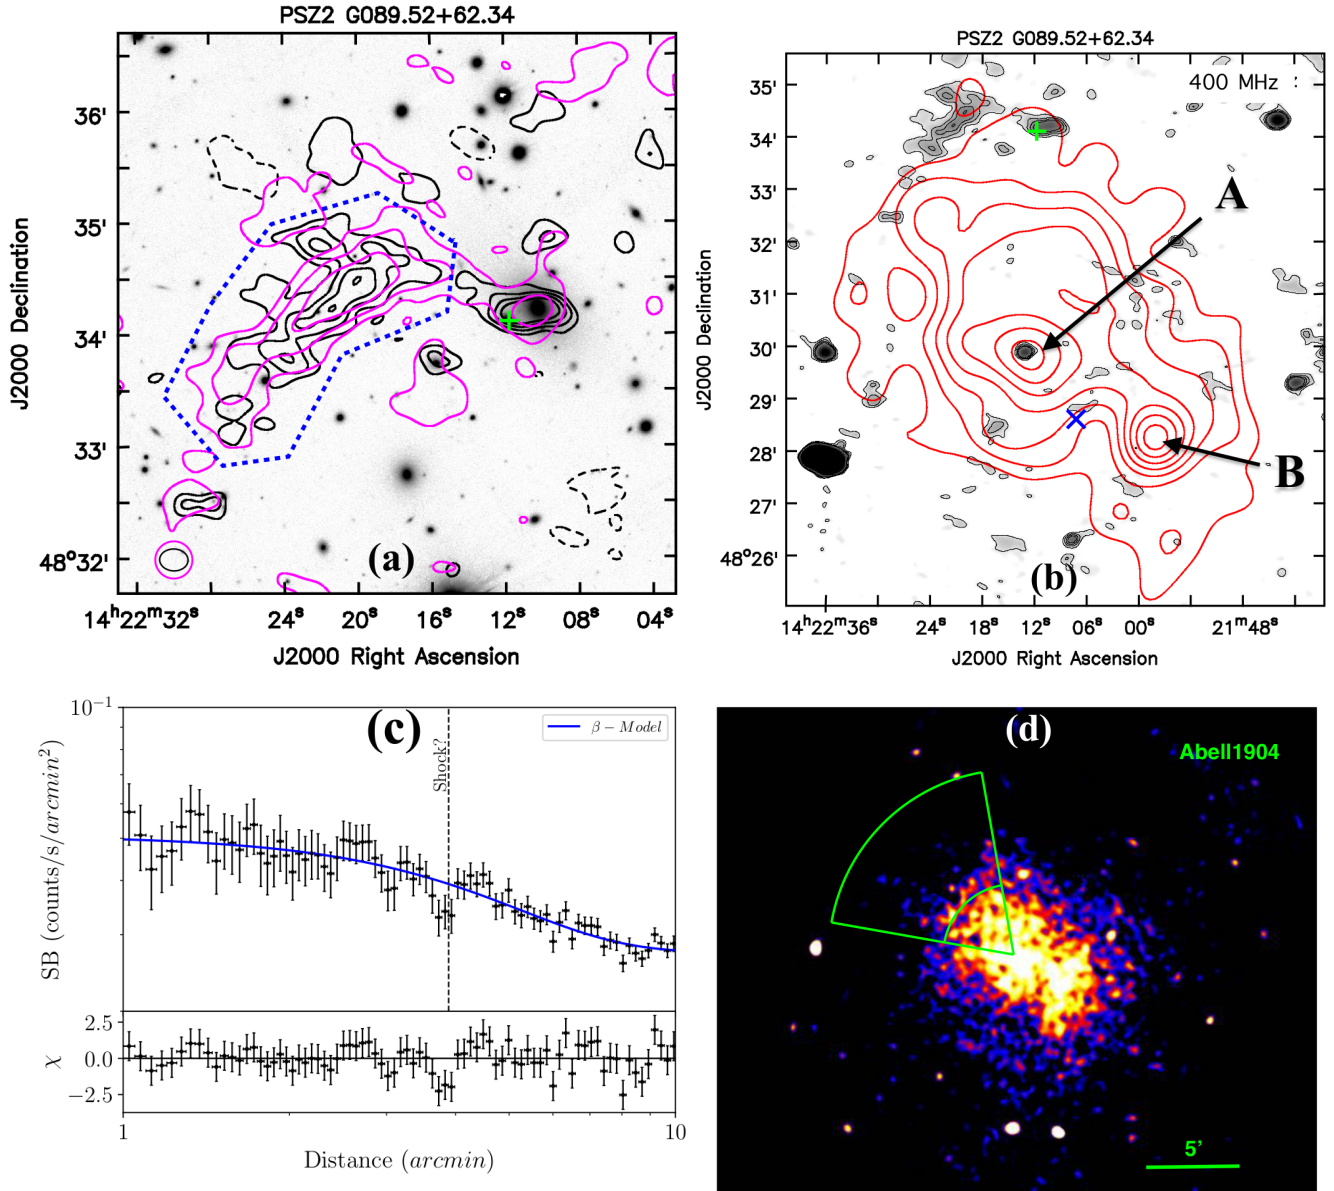 PSZ2 G089.52+62.34
36'
35'
34'
33'
48°32'
J2000 Declination
(a)
14ʰ22ᵐ32ˢ
20ˢ
16ˢ
12ˢ
08ˢ
04ˢ
J2000 Right Ascension
PSZ2 G089.52+62.34
400 MHz :
35'
34'
33'
32'
31'
30'
29'
28'
27'
48°26'
J2000 Declination
A
B
(b)
14ʰ22ᵐ36ˢ
24ˢ
18ˢ
12ˢ
06ˢ
00ˢ
21ᵐ48ˢ
J2000 Right Ascension
(c)
10⁻¹
SB (counts/s/arcmin²)
Shock?
β − Model
2.5
0.0
−2.5
χ
1
10
Distance (arcmin)
(d)
Abell1904
5'